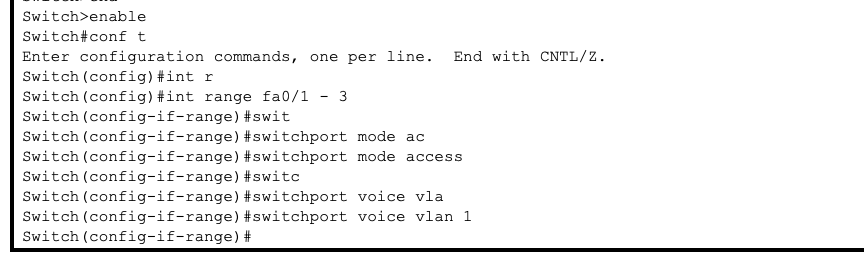 Switch>enable
Switch#conf t
Enter configuration commands, one per line.  End with CNTL/Z.
Switch(config)#int r
Switch(config)#int range fa0/1 - 3
Switch(config-if-range)#swit
Switch(config-if-range)#switchport mode ac
Switch(config-if-range)#switchport mode access
Switch(config-if-range)#switc
Switch(config-if-range)#switchport voice vla
Switch(config-if-range)#switchport voice vlan 1
Switch(config-if-range)#